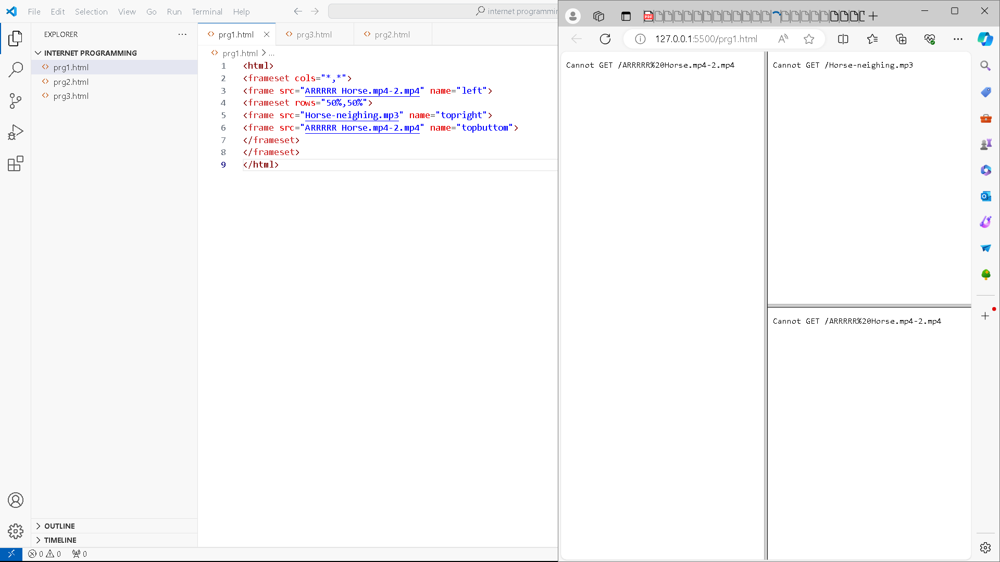 File Edit Selection View Go Run Terminal Help
internet programmin
EXPLORER
INTERNET PROGRAMMING
prg1.html
prg2.html
prg3.html
OUTLINE
TIMELINE
0 0 0
prg1.html prg3.html prg2.html
prg1.html > ...
1 <html>
2 <frameset cols="*,*">
3 <frame src="ARRRRR Horse.mp4-2.mp4" name="left">
4 <frameset rows="50%,50%">
5 <frame src="Horse-neighing.mp3" name="topright">
6 <frame src="ARRRRR Horse.mp4-2.mp4" name="topbuttom">
7 </frameset>
8 </frameset>
9 </html>
PDF
127.0.0.1:5500/prg1.html
Cannot GET /ARRRRR%20Horse.mp4-2.mp4
Cannot GET /Horse-neighing.mp3
Cannot GET /ARRRRR%20Horse.mp4-2.mp4